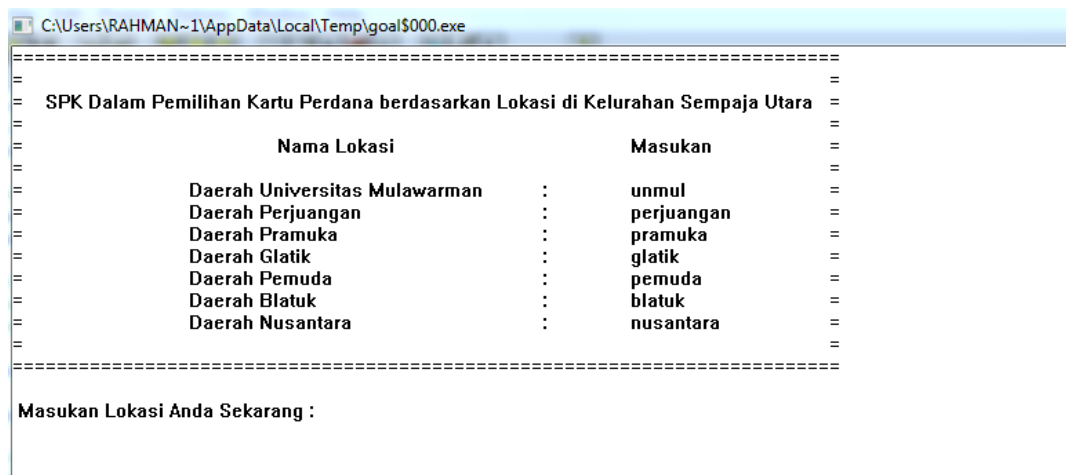 C:\Users\RAHMAN~1\AppData\Local\Temp\goal$000.exe
===========================================================================
= =
= SPK Dalam Pemilihan Kartu Perdana berdasarkan Lokasi di Kelurahan Sempaja Utara =
= =
= Nama Lokasi Masukan =
= =
= Daerah Universitas Mulawarman : unmul =
= Daerah Perjuangan : perjuangan =
= Daerah Pramuka : pramuka =
= Daerah Glatik : glatik =
= Daerah Pemuda : pemuda =
= Daerah Blatuk : blatuk =
= Daerah Nusantara : nusantara =
= =
===========================================================================
Masukan Lokasi Anda Sekarang :